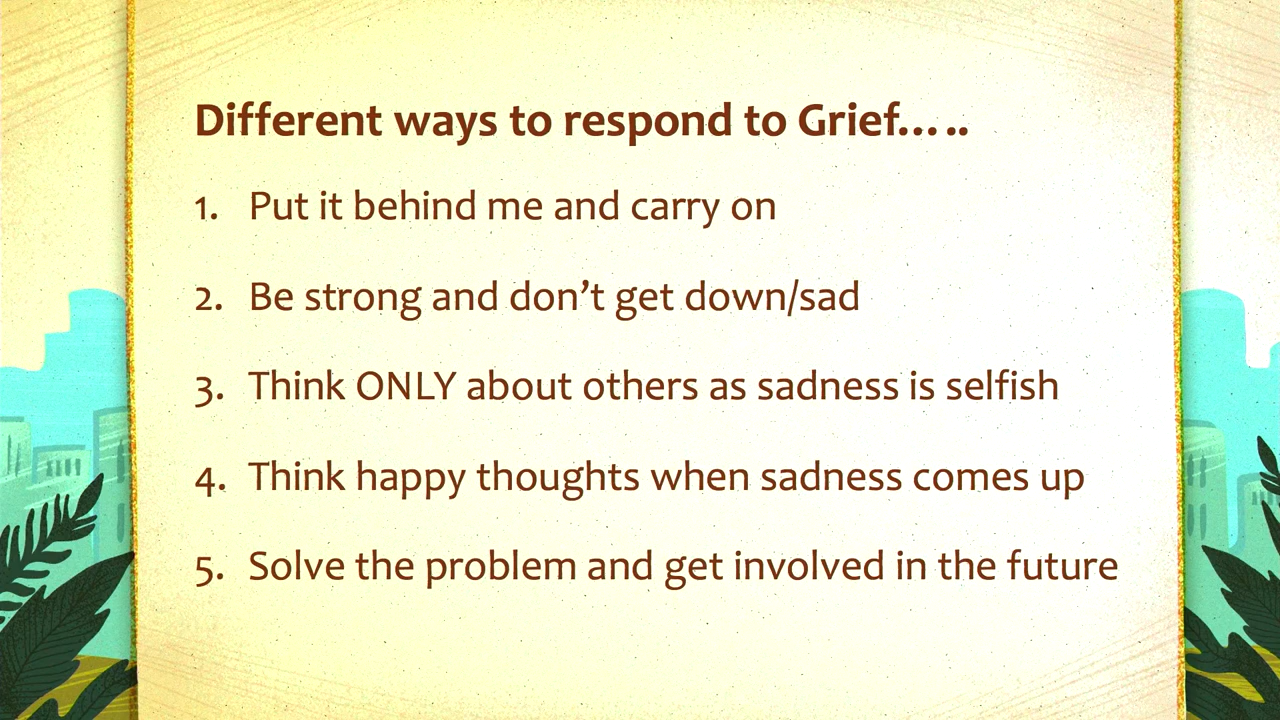 Different ways to respond to Grief…..
1. Put it behind me and carry on
2. Be strong and don’t get down/sad
3. Think ONLY about others as sadness is selfish
4. Think happy thoughts when sadness comes up
5. Solve the problem and get involved in the future